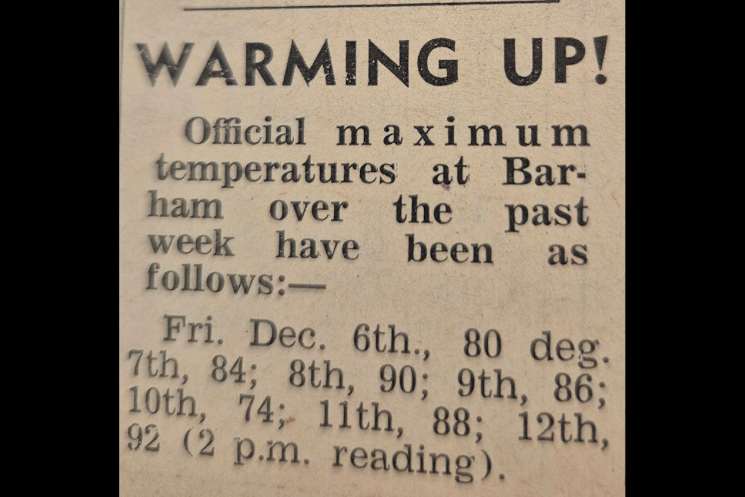 WARMING UP!
Official maximum
temperatures at Bar-
ham over the past
week have been as
follows:—
Fri. Dec. 6th., 80 deg.
7th, 84; 8th, 90; 9th, 86;
10th, 74; 11th, 88; 12th,
92 (2 p.m. reading).